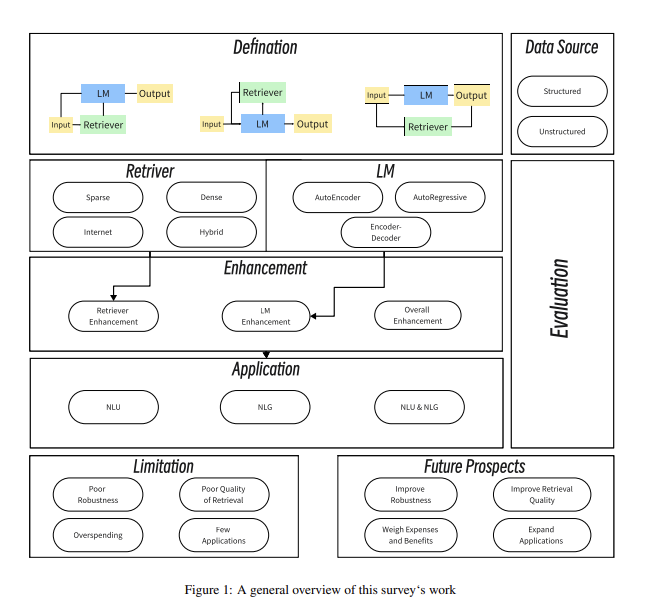 Defination
LM
Output
Input
Retriever
Retriever
Input
LM
Output
Input
LM
Output
Retriever
Data Source
Structured
Unstructured
Retriver
Sparse
Dense
Internet
Hybrid
LM
AutoEncoder
AutoRegressive
Encoder-
Decoder
Enhancement
Retriever
Enhancement
LM
Enhancement
Overall
Enhancement
Evaluation
Application
NLU
NLG
NLU & NLG
Limitation
Poor
Robustness
Poor Quality
of Retrieval
Overspending
Few
Applications
Future Prospects
Improve
Robustness
Improve Retrieval
Quality
Weigh Expenses
and Benefits
Expand
Applications
Figure 1: A general overview of this survey‘s work